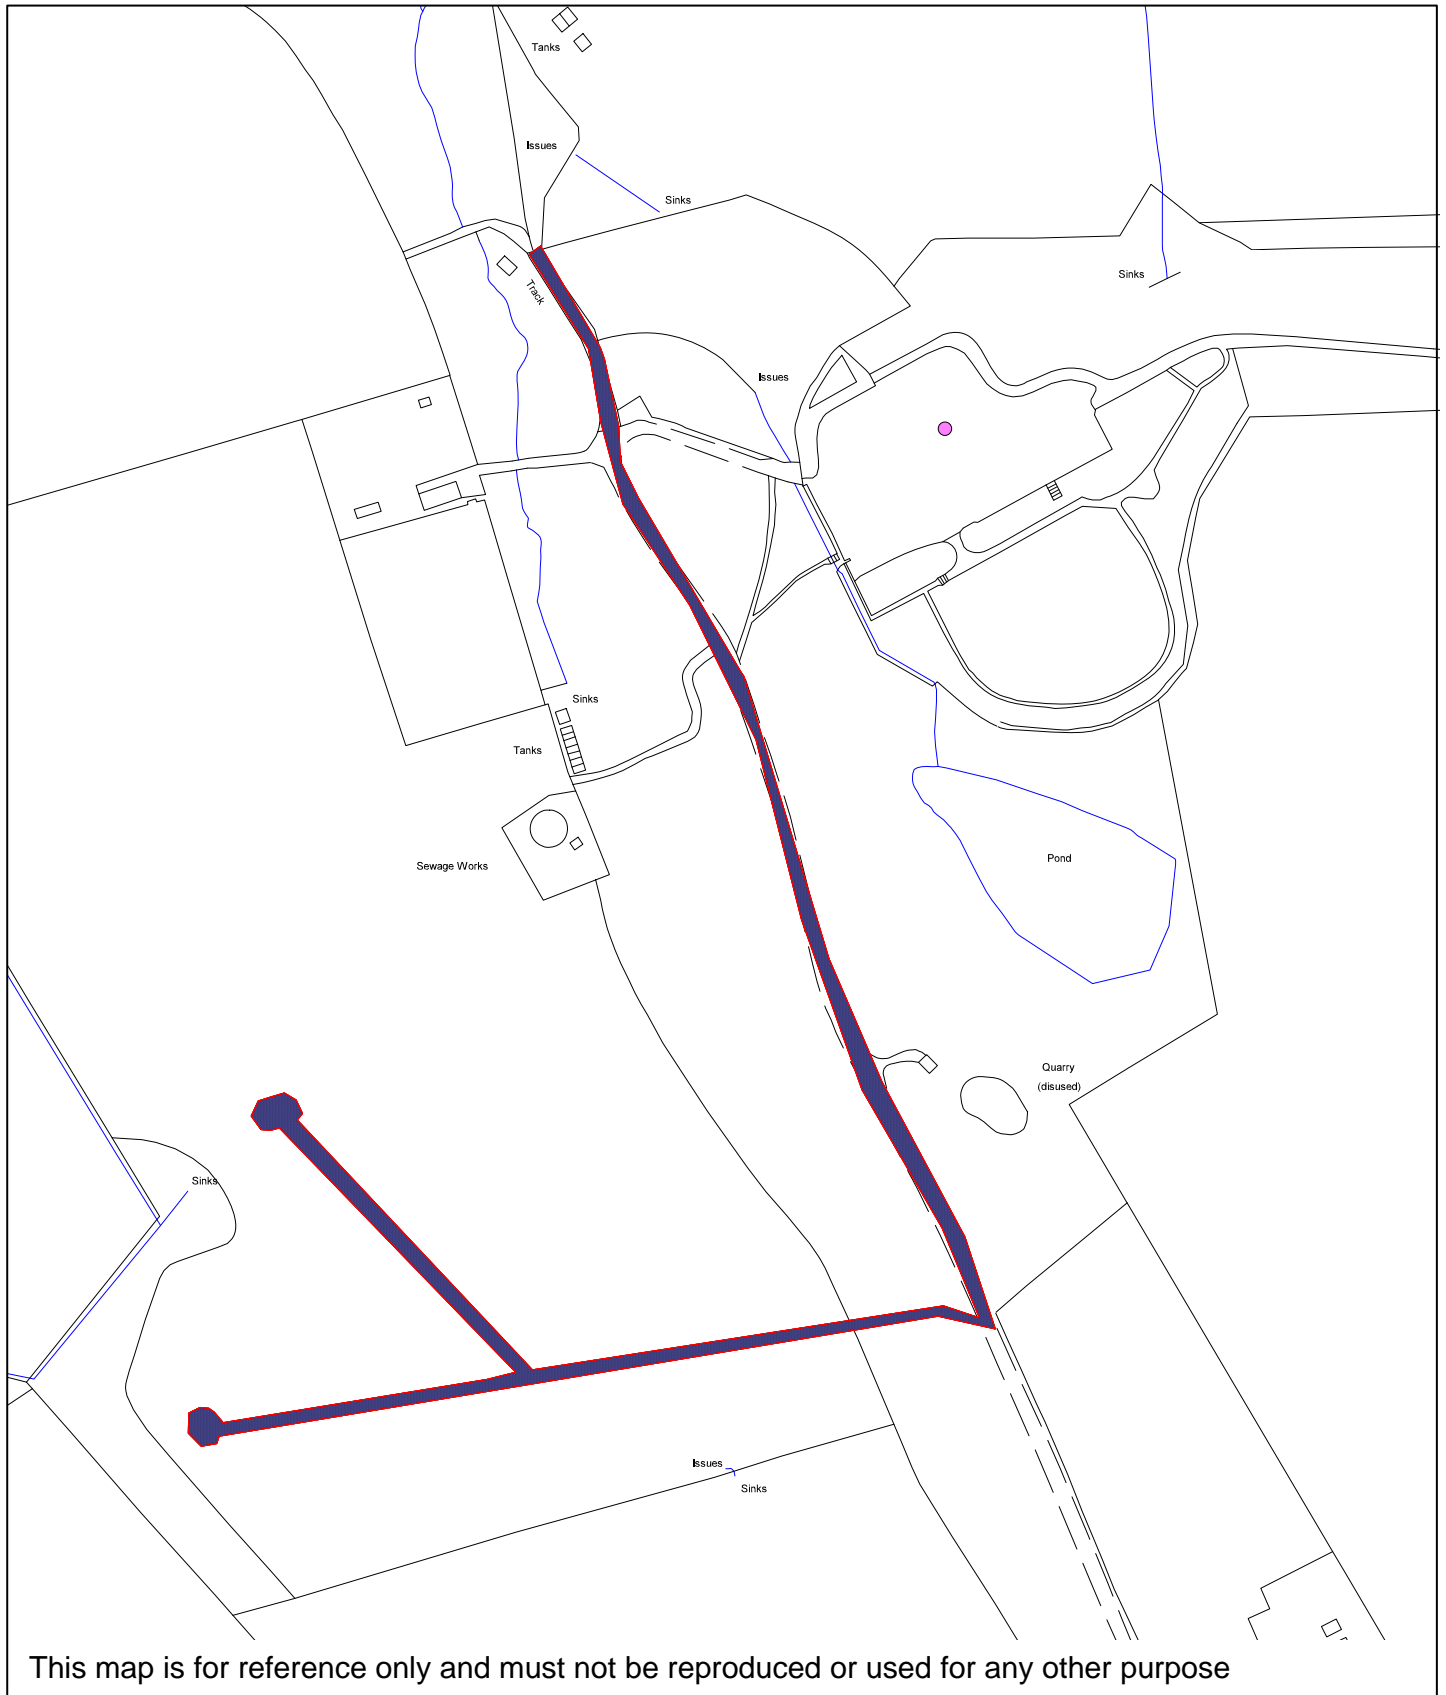 Tanks
Issues
Sinks
Sinks
Track
Issues
Sinks
Tanks
Pond
Sewage Works
Quarry
(disused)
Sinks
Issues
Sinks
This map is for reference only and must not be reproduced or used for any other purpose